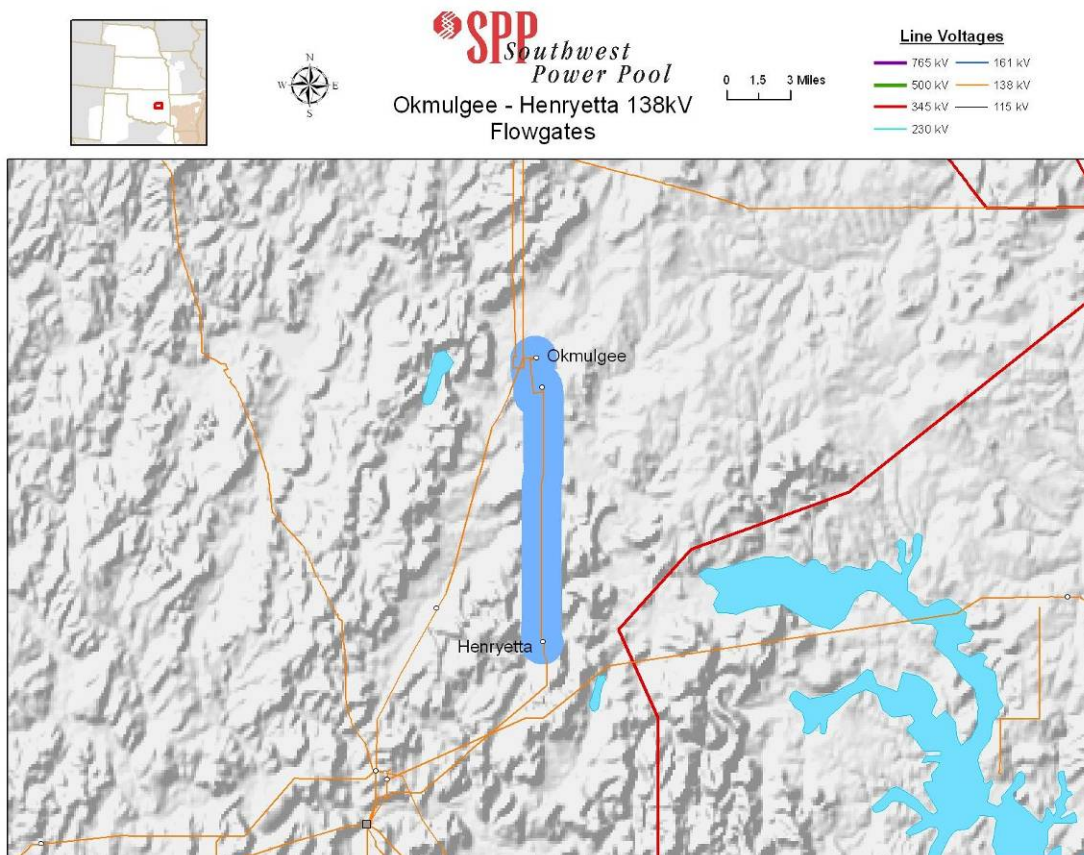 SPP
Southwest
Power Pool
Okmulgee - Henryetta 138kV
Flowgates
N
W E
S
0 1.5 3 Miles
Line Voltages
765 kV 161 kV
500 kV 138 kV
345 kV 115 kV
230 kV
Okmulgee
Henryetta